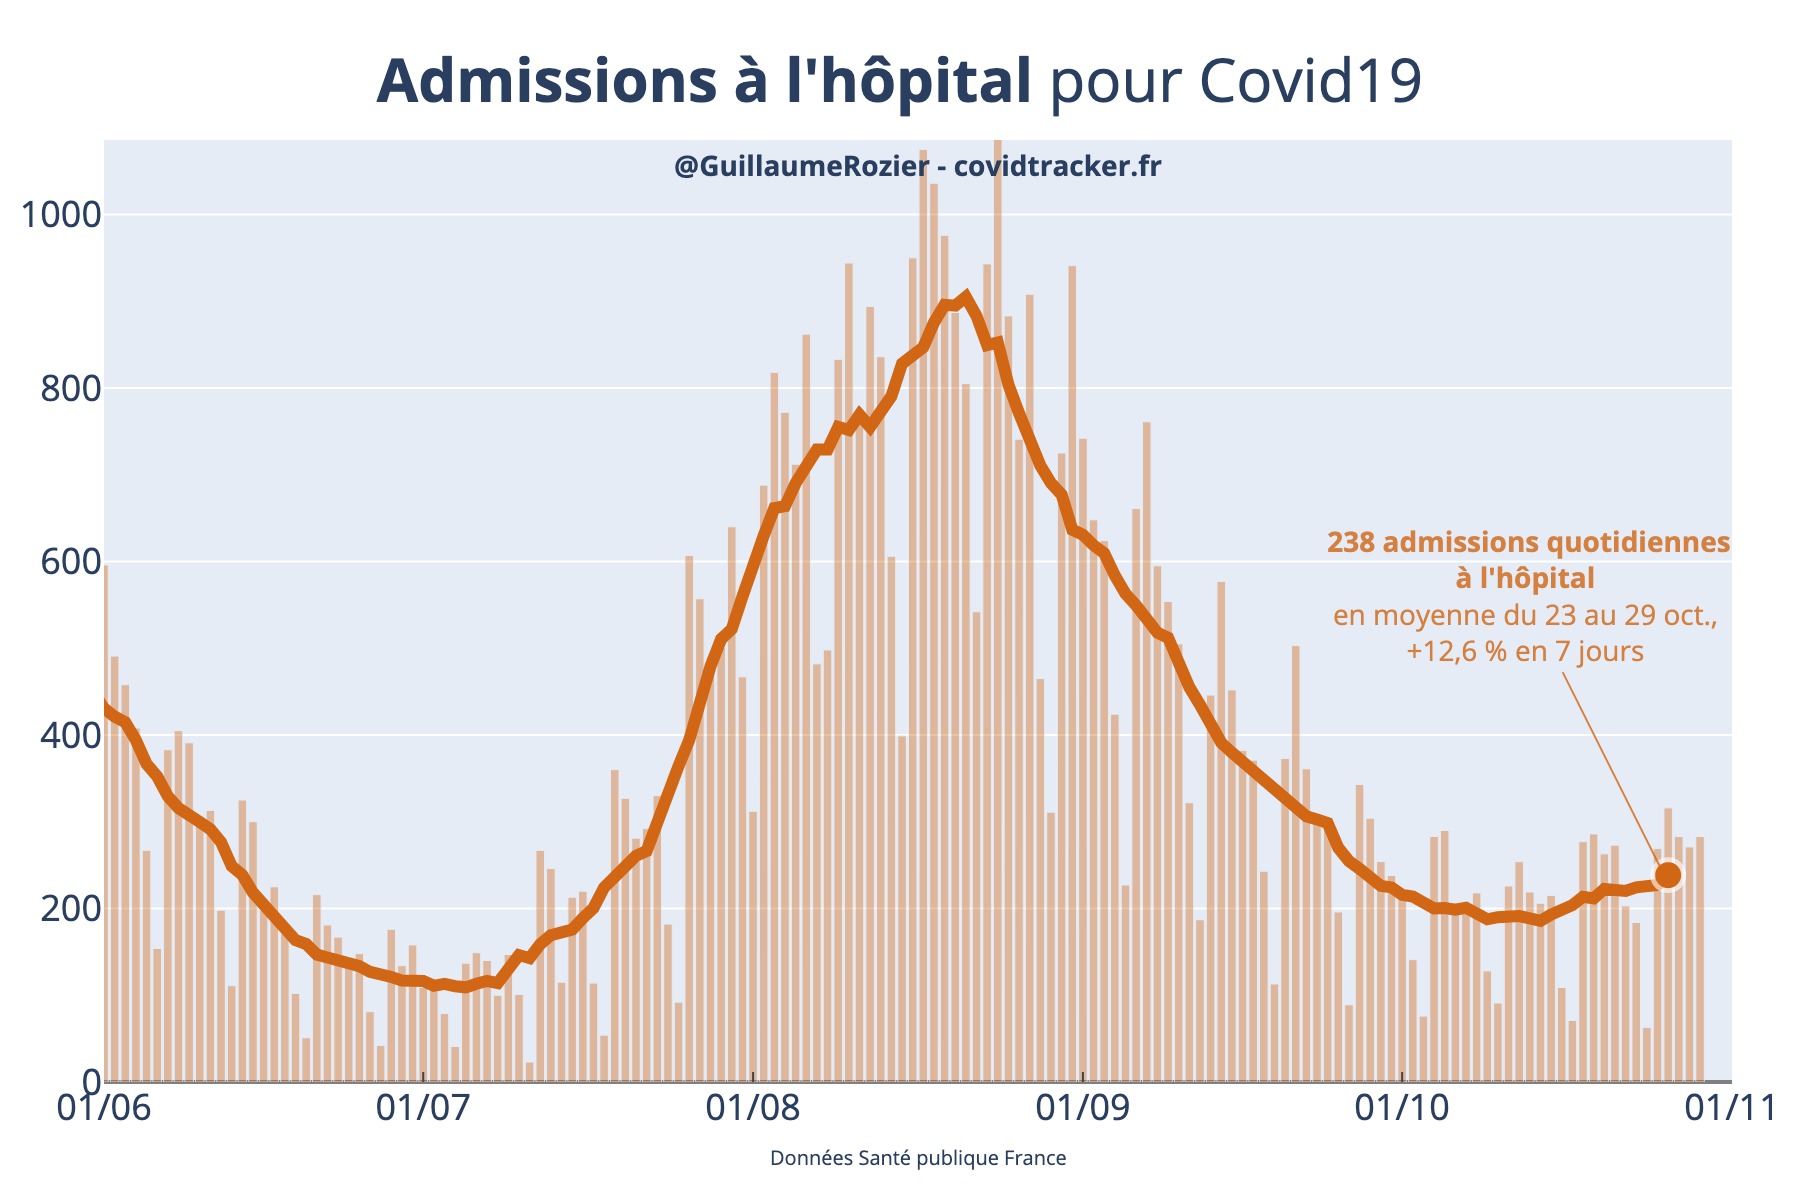 Admissions à l'hôpital pour Covid19
@GuillaumeRozier - covidtracker.fr
1000
800
600
400
200
0
238 admissions quotidiennes
à l'hôpital
en moyenne du 23 au 29 oct.,
+12,6 % en 7 jours
01/06 01/07 01/08 01/09 01/10 01/11
Données Santé publique France